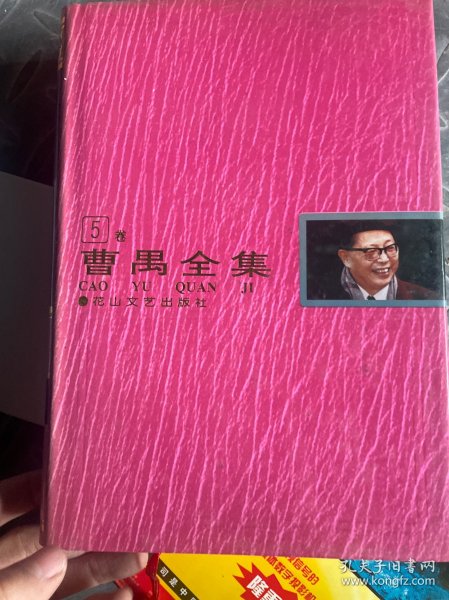 5 卷
曹禺全集
CAO YU QUAN JI
花山文艺出版社
孔夫子旧书网
www.kongfz.com